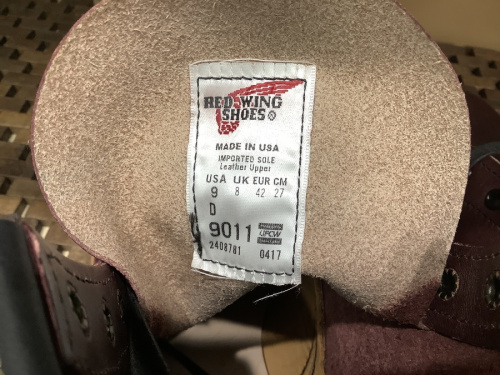 RED WING
SHOES®
MADE IN USA
IMPORTED SOLE
Leather Upper
USA UK EUR CM
9 8 42 27
D
9011
UFCW
2408781 0417